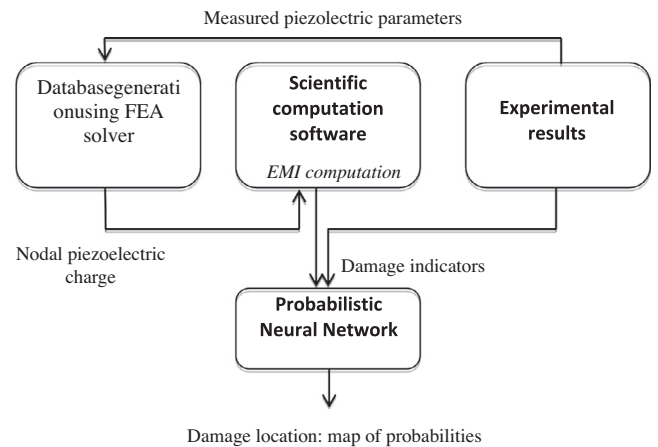 Measured piezolectric parameters
Databasegenerati
onusing FEA
solver
Scientific
computation
software
EMI computation
Experimental
results
Nodal piezoelectric
charge
Damage indicators
Probabilistic
Neural Network
Damage location: map of probabilities